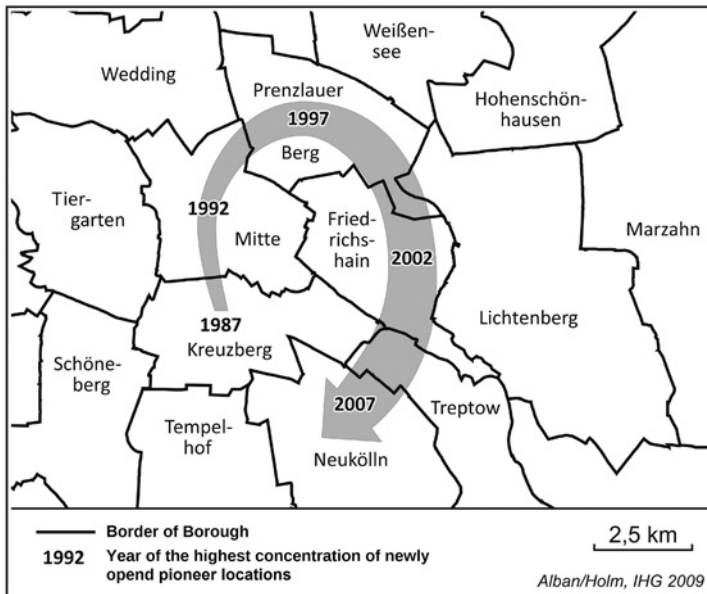 Weißen-
see
Wedding
Prenzlauer
1997
Berg
Hohenschön-
hausen
Tier-
garten
1992
Mitte
Fried-
richs-
hain
2002
Marzahn
1987
Kreuzberg
Lichtenberg
Schöne-
berg
2007
Treptow
Tempel-
hof
Neukölln
Border of Borough
1992 Year of the highest concentration of newly
opend pioneer locations
2,5 km
Alban/Holm, IHG 2009